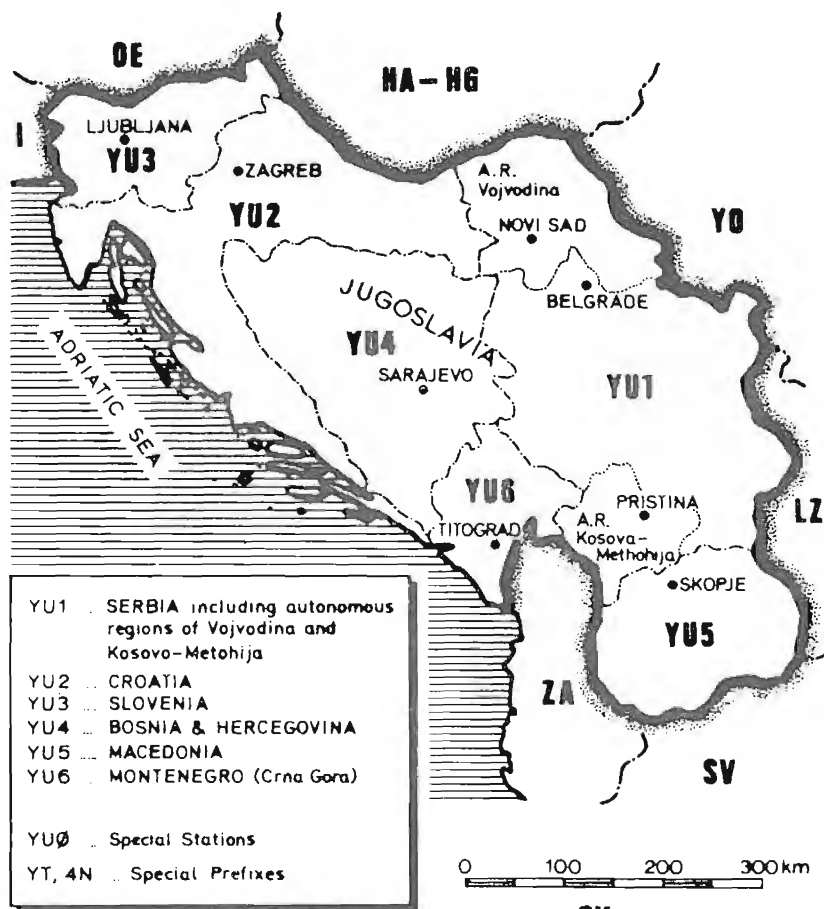 OE
HA-HG
I
LJUBLJANA
YU3
ZAGREB
YU2
A.R.
Vojvodina
NOVI SAD
YO
BELGRADE
JUGOSLAVIA
YU4
SARAJEVO
YU1
ADRIATIC SEA
YU6
TITOGRAD
PRISTINA
A.R.
Kosova-
Methohija
LZ
SKOPJE
YU5
ZA
SV
YU1 .. SERBIA including autonomous
regions of Vojvodina and
Kosovo-Metohija
YU2 ... CROATIA
YU3 ... SLOVENIA
YU4 ... BOSNIA & HERCEGOVINA
YU5 .... MACEDONIA
YU6 ... MONTENEGRO (Crna Gora)
YUØ .. Special Stations
YT, 4N .. Special Prefixes
0 100 200 300 km